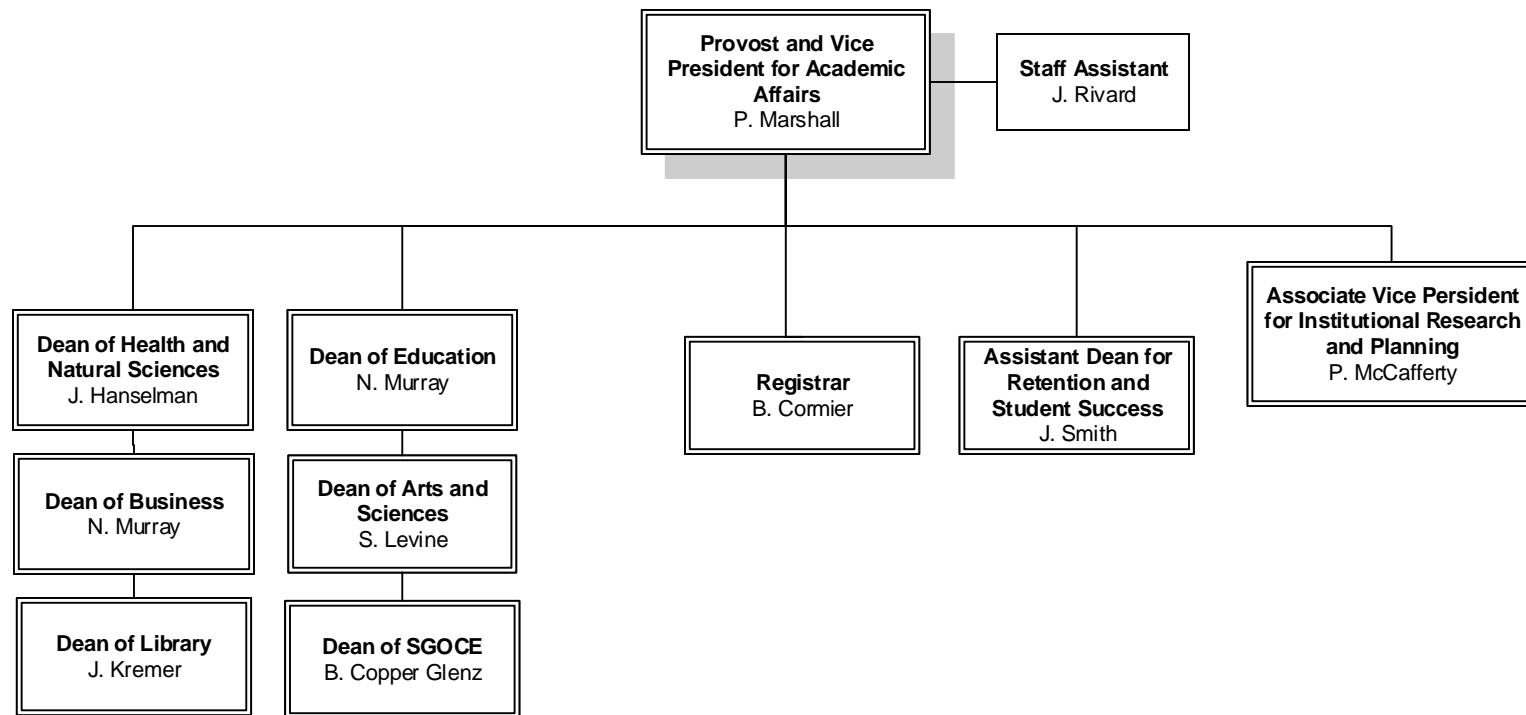 Provost and Vice
President for Academic
Affairs
P. Marshall
Staff Assistant
J. Rivard
Dean of Health and
Natural Sciences
J. Hanselman
Dean of Education
N. Murray
Registrar
B. Cormier
Assistant Dean for
Retention and
Student Success
J. Smith
Associate Vice Persident
for Institutional Research
and Planning
P. McCafferty
Dean of Business
N. Murray
Dean of Arts and
Sciences
S. Levine
Dean of Library
J. Kremer
Dean of SGOCE
B. Copper Glenz